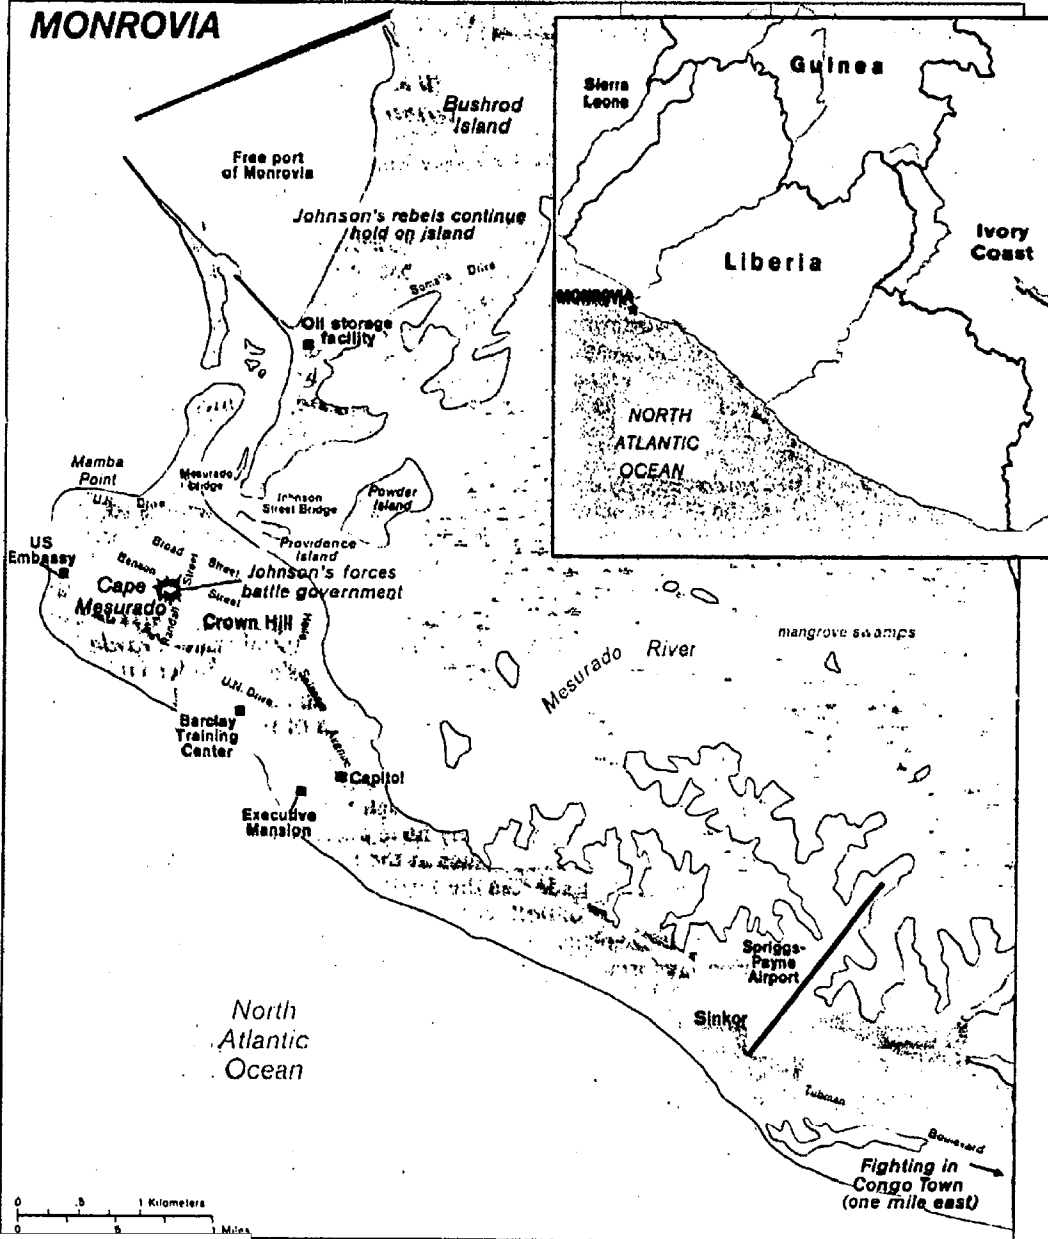 MONROVIA
Bushrod
Island
Free port
of Monrovia
Johnson's rebels continue
hold on island
Somalia Drive
Oil storage
facility
Mamba
Point
U.N. Drive
Mesurado
Bridge
Johnson
Street Bridge
Powder
Island
Providence
Island
US
Embassy
Broad
Street
Benson
Street
Street
Randall
Cape
Mesurado
Johnson's forces
battle government
Crown Hill
U.N. Drive
Avenue
Barclay
Training
Center
Capitol
Executive
Mansion
Mesurado River
mangrove swamps
Spriggs-
Payne
Airport
Sinkor
Tubman
Boulevard
Fighting in
Congo Town
(one mile east)
North
Atlantic
Ocean
0 .5 1 Kilometers
0 .5 1 Miles
Guinea
Sierra
Leone
Ivory
Coast
Liberia
MONROVIA
NORTH
ATLANTIC
OCEAN